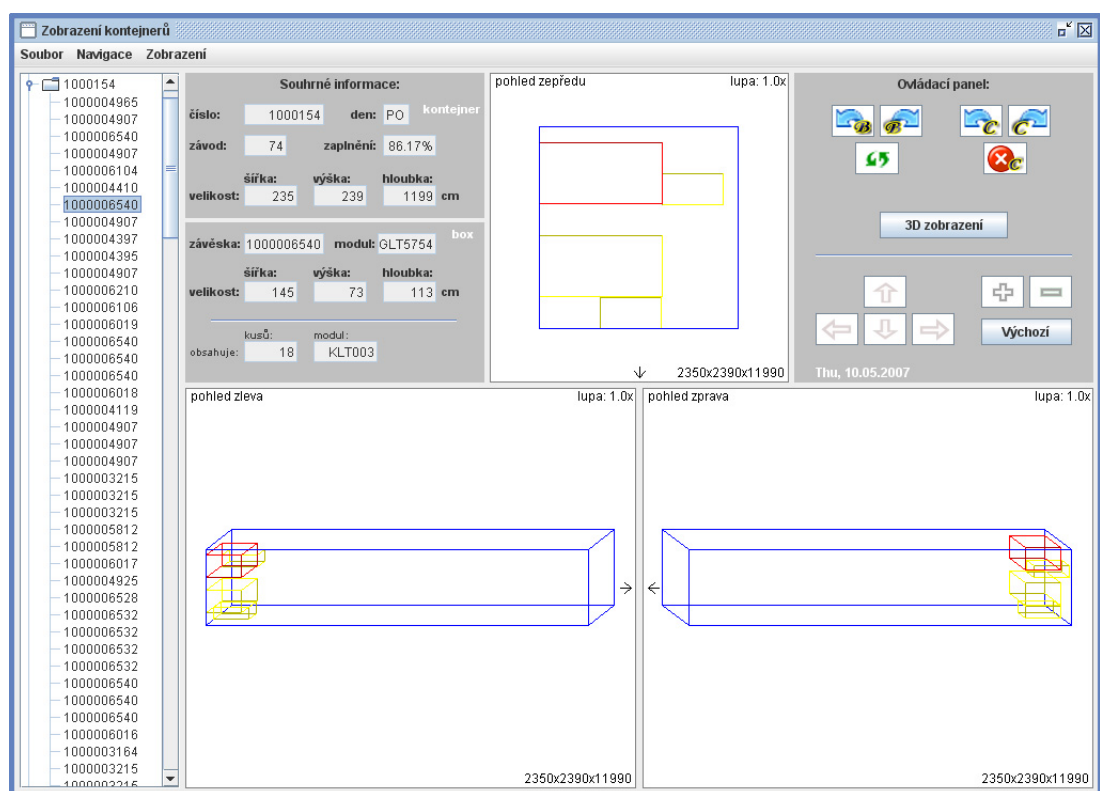 Zobrazení kontejnerů
Soubor Navigace Zobrazení
1000154
1000004965
1000004907
1000006540
1000004907
1000006104
1000004410
1000006540
1000004907
1000004397
1000004395
1000004907
1000006210
1000006106
1000006019
1000006540
1000006540
1000006540
1000006018
1000004119
1000004907
1000004907
1000004907
1000003215
1000003215
1000003215
1000005812
1000005812
1000006017
1000004925
1000006528
1000006532
1000006532
1000006532
1000006532
1000006540
1000006540
1000006540
1000006016
1000003164
1000003215
1000003215
Souhrné informace:
číslo: 1000154 den: PO kontejner
závod: 74 zaplnění: 86.17%
šířka: výška: hloubka:
velikost: 235 239 1199 cm
box
závěska: 1000006540 modul: GLT5754
šířka: výška: hloubka:
velikost: 145 73 113 cm
kusů: modul:
obsahuje: 18 KLT003
pohled zepředu lupa: 1.0x
2350x2390x11990
Ovládací panel:
B B C C
C
3D zobrazení
Výchozí
Thu, 10.05.2007
pohled zleva lupa: 1.0x
2350x2390x11990
pohled zprava lupa: 1.0x
2350x2390x11990